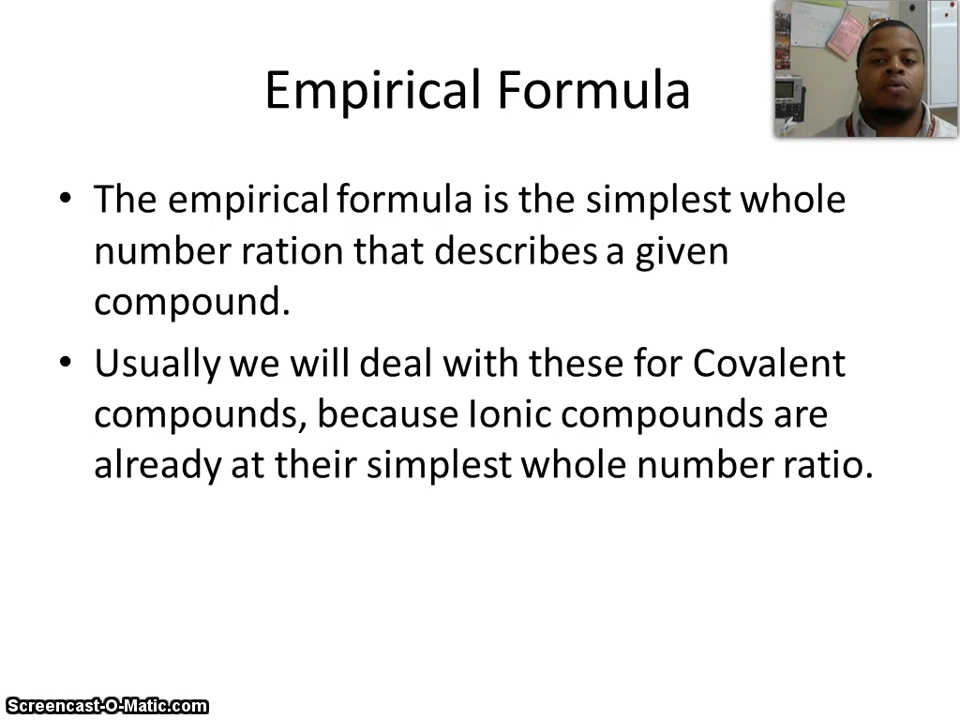 Empirical Formula
• The empirical formula is the simplest whole
number ration that describes a given
compound.
• Usually we will deal with these for Covalent
compounds, because Ionic compounds are
already at their simplest whole number ratio.
Screencast-O-Matic.com